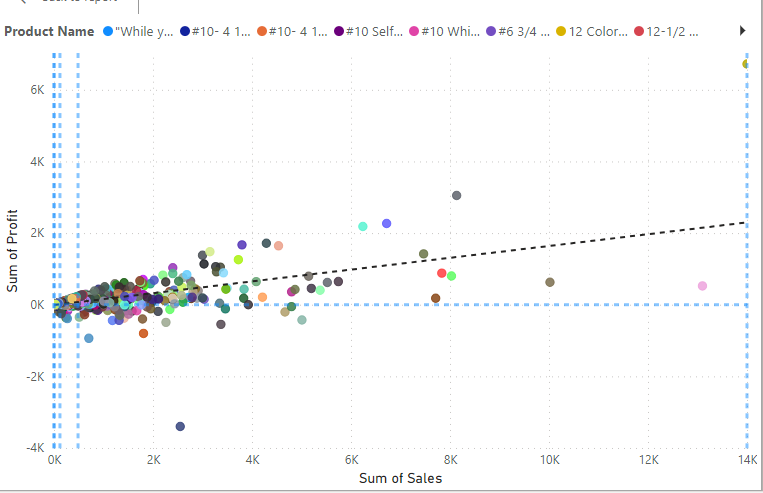 Product Name "While y... #10- 4 1... #10- 4 1... #10 Self... #10 Whi... #6 3/4 ... 12 Color... 12-1/2 ...
6K
4K
2K
0K
-2K
-4K
Sum of Profit
0K 2K 4K 6K 8K 10K 12K 14K
Sum of Sales